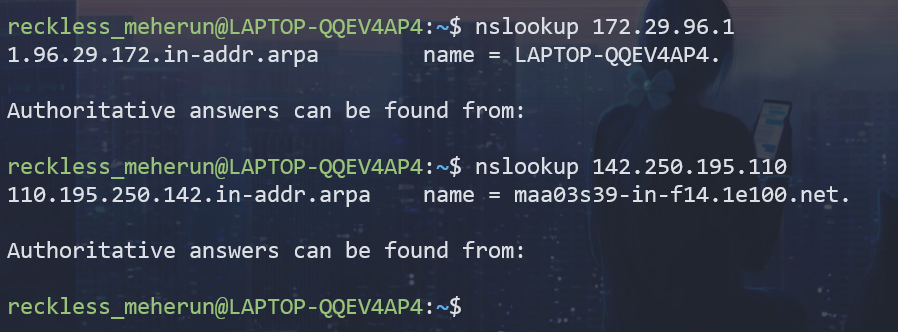 reckless_meherun@LAPTOP-QQEV4AP4:~$ nslookup 172.29.96.1
1.96.29.172.in-addr.arpa        name = LAPTOP-QQEV4AP4.
Authoritative answers can be found from:
reckless_meherun@LAPTOP-QQEV4AP4:~$ nslookup 142.250.195.110
110.195.250.142.in-addr.arpa    name = maa03s39-in-f14.1e100.net.
Authoritative answers can be found from:
reckless_meherun@LAPTOP-QQEV4AP4:~$